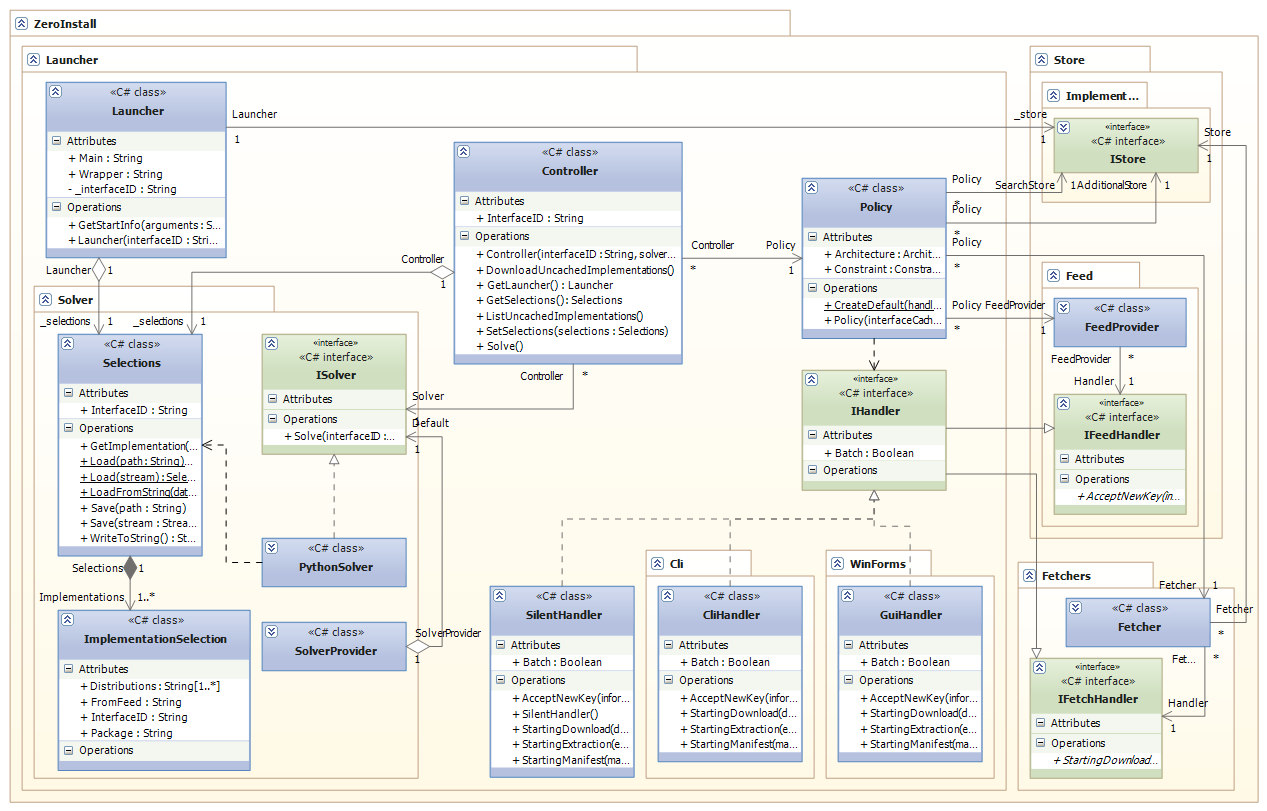 ZeroInstall
Launcher
«C# class»
Launcher
Attributes
+ Main : String
+ Wrapper : String
- _interfaceID : String
Operations
+ GetStartInfo(arguments : S...
+ Launcher(interfaceID : Stri...
Launcher
1
_store
1
Launcher
1
Store
Implement...
«interface»
«C# interface»
IStore
Store
1
SearchStore
1
AdditionalStore
1
«C# class»
Controller
Attributes
+ InterfaceID : String
Operations
+ Controller(interfaceID : String, solver...
+ DownloadUncachedImplementations()
+ GetLauncher() : Launcher
+ GetSelections() : Selections
+ ListUncachedImplementations()
+ SetSelections(selections : Selections)
+ Solve()
Controller
1
Controller
*
Policy
1
Controller
*
«C# class»
Policy
Attributes
+ Architecture : Archit...
+ Constraint : Constra...
Operations
+ CreateDefault(handl...
+ Policy(interfaceCach...
Policy
*
Policy
*
Policy
*
Policy
*
FeedProvider
1
Feed
«C# class»
FeedProvider
FeedProvider
*
Handler
1
«interface»
«C# interface»
IFeedHandler
Attributes
Operations
+ AcceptNewKey(in...
Solver
_selections
1
_selections
1
«C# class»
Selections
Attributes
+ InterfaceID : String
Operations
+ GetImplementation(...
+ Load(path : String)...
+ Load(stream) : Sele...
+ LoadFromString(dat...
+ Save(path : String)
+ Save(stream : Strea...
+ WriteToString() : St...
Selections
1
Implementations
1..*
«C# class»
ImplementationSelection
Attributes
+ Distributions : String[1..*]
+ FromFeed : String
+ InterfaceID : String
+ Package : String
Operations
«interface»
«C# interface»
ISolver
Attributes
Operations
+ Solve(interfaceID :...
Solver
1
Default
1
«C# class»
PythonSolver
«C# class»
SolverProvider
SolverProvider
1
«interface»
«C# interface»
IHandler
Attributes
+ Batch : Boolean
Operations
«C# class»
SilentHandler
Attributes
+ Batch : Boolean
Operations
+ AcceptNewKey(infor...
+ SilentHandler()
+ StartingDownload(d...
+ StartingExtraction(e...
+ StartingManifest(ma...
Cli
«C# class»
CliHandler
Attributes
+ Batch : Boolean
Operations
+ AcceptNewKey(infor...
+ StartingDownload(d...
+ StartingExtraction(e...
+ StartingManifest(ma...
WinForms
«C# class»
GuiHandler
Attributes
+ Batch : Boolean
Operations
+ AcceptNewKey(infor...
+ StartingDownload(d...
+ StartingExtraction(e...
+ StartingManifest(ma...
Fetchers
Fetcher
1
«C# class»
Fetcher
Fetcher
*
Fet...
*
Handler
1
«interface»
«C# interface»
IFetchHandler
Attributes
Operations
+ StartingDownload...